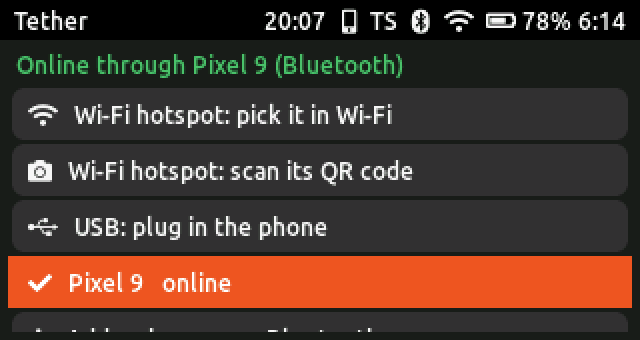 Tether 20:07 TS 78% 6:14
Online through Pixel 9 (Bluetooth)
Wi-Fi hotspot: pick it in Wi-Fi
Wi-Fi hotspot: scan its QR code
USB: plug in the phone
Pixel 9 online